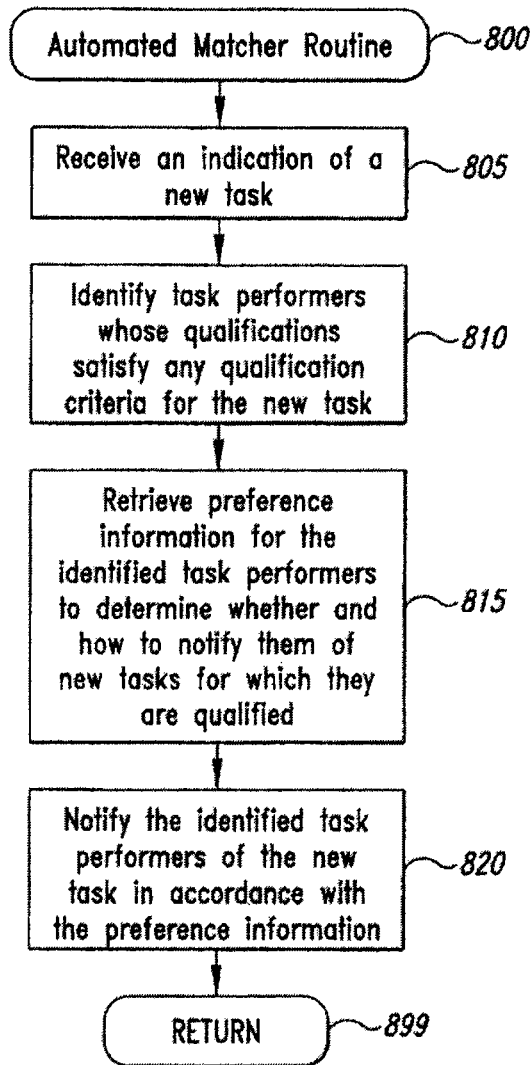 Automated Matcher Routine
800
Receive an indication of a
new task
805
Identify task performers
whose qualifications
satisfy any qualification
criteria for the new task
810
Retrieve preference
information for the
identified task performers
to determine whether and
how to notify them of
new tasks for which they
are qualified
815
Notify the identified task
performers of the new
task in accordance with
the preference information
820
RETURN
899